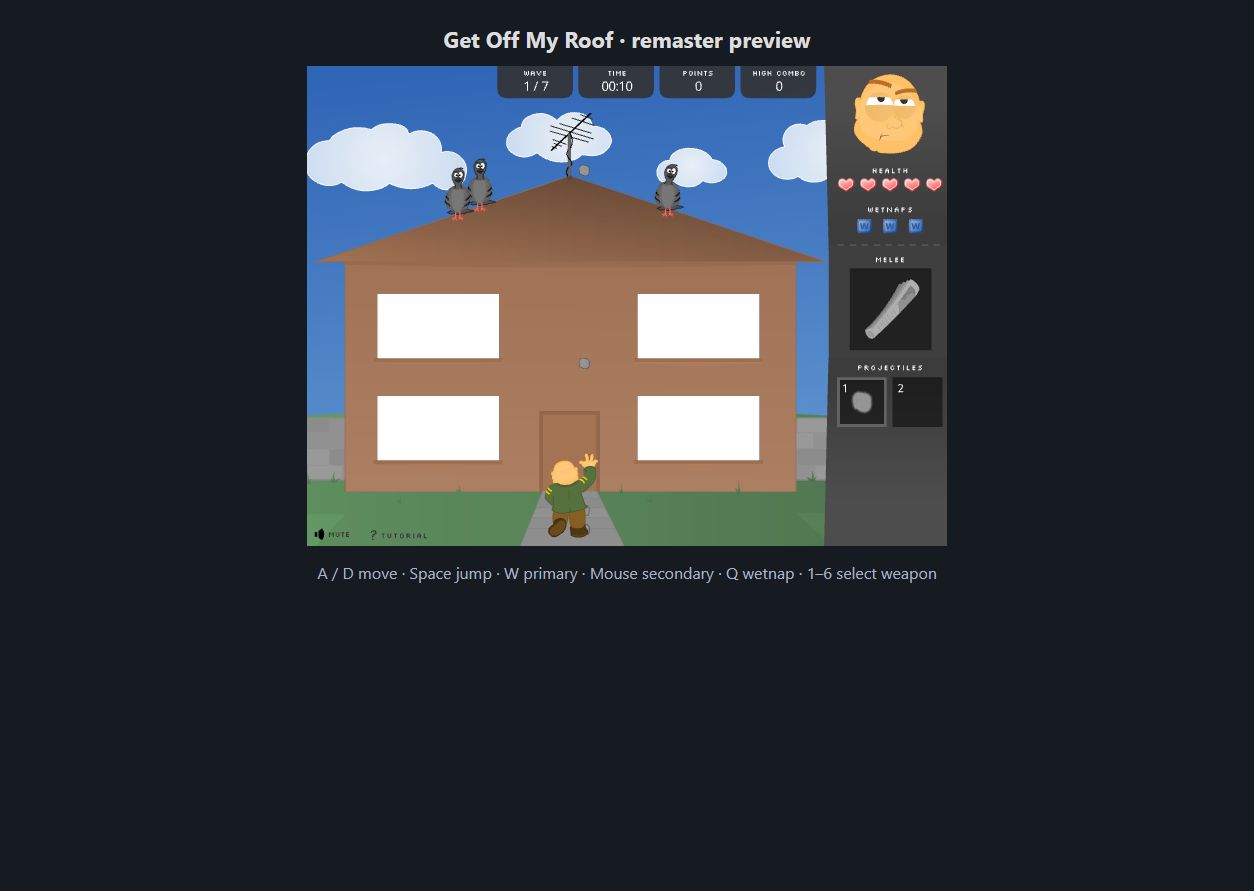 Get Off My Roof · remaster preview
WAVE
1 / 7
TIME
00:10
POINTS
0
HIGH COMBO
0
HEALTH
WETNAPS
W W W
MELEE
PROJECTILES
1 2
MUTE ? TUTORIAL
A / D move · Space jump · W primary · Mouse secondary · Q wetnap · 1–6 select weapon